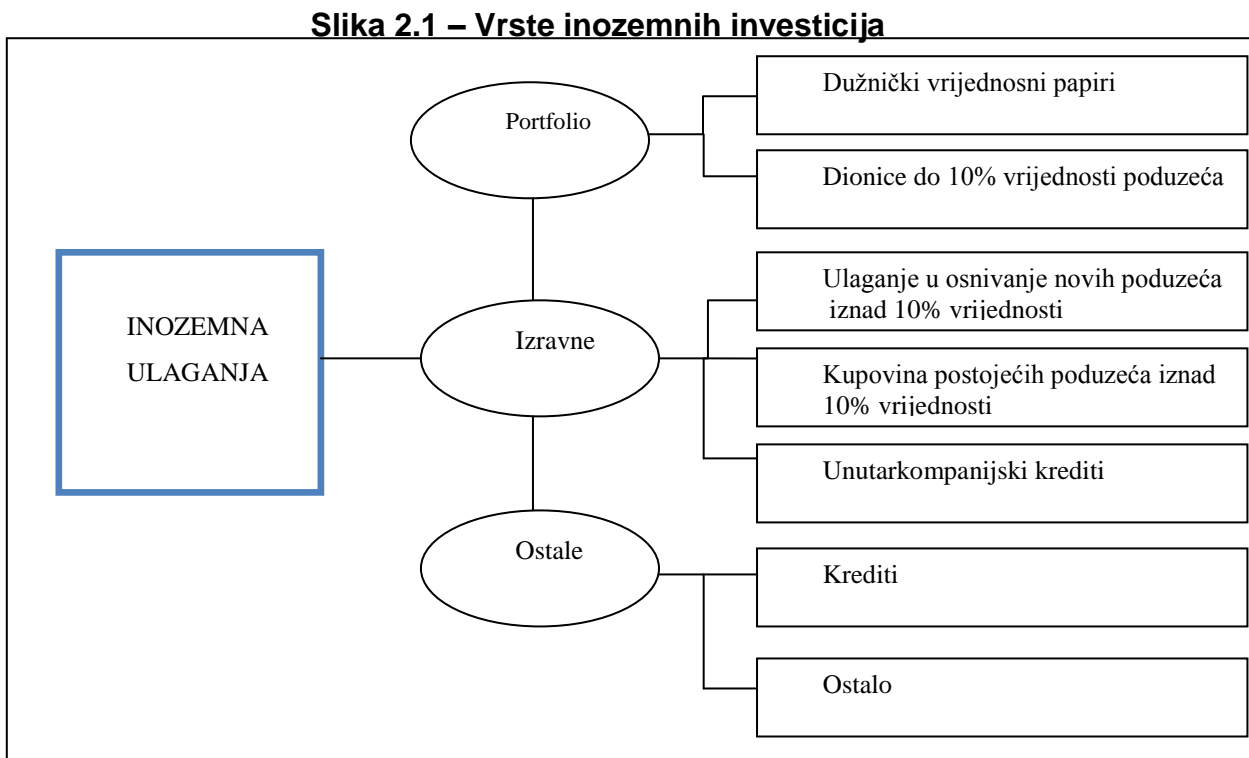 Slika 2.1 – Vrste inozemnih investicija
INOZEMNA
ULAGANJA
Portfolio
Dužnički vrijednosni papiri
Dionice do 10% vrijednosti poduzeća
Izravne
Ulaganje u osnivanje novih poduzeća
iznad 10% vrijednosti
Kupovina postojećih poduzeća iznad
10% vrijednosti
Unutarkompanijski krediti
Ostale
Krediti
Ostalo